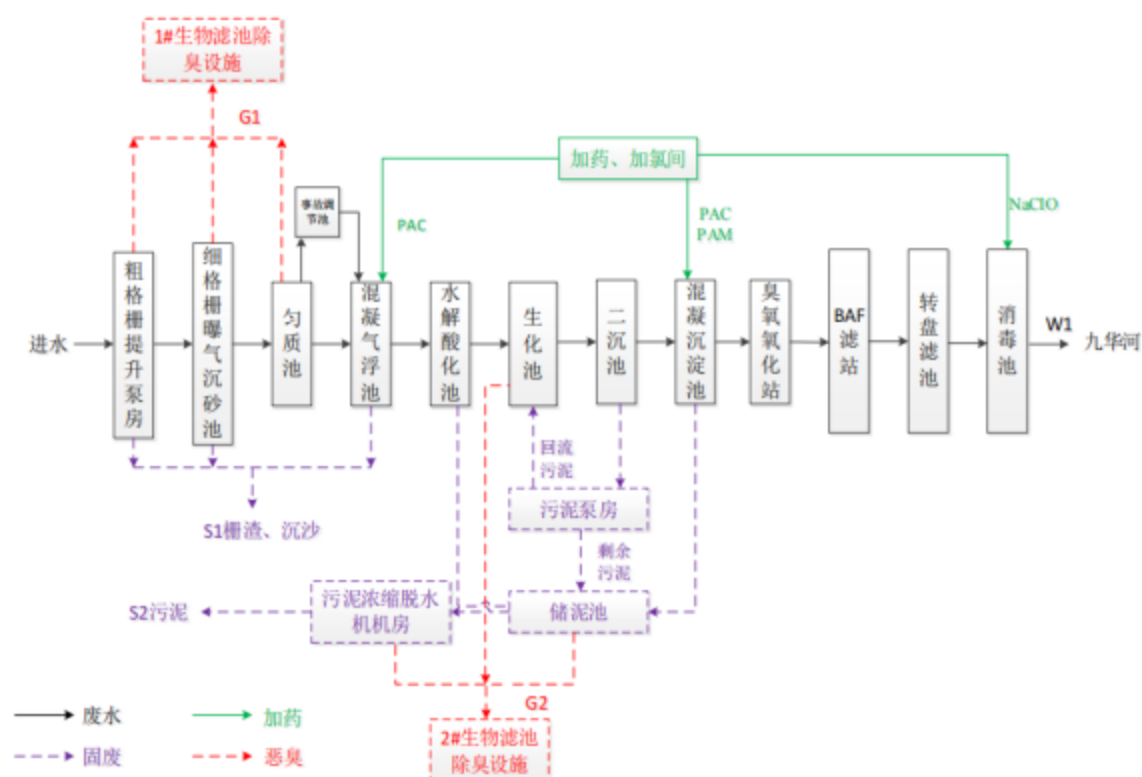 1#生物滤池除
臭设施
G1
加药、加氯间
事故调
节池
PAC
PAC
PAM
NaClO
进水
粗格栅提升泵房
细格栅曝气沉砂池
匀质池
混凝气浮池
水解酸化池
生化池
二沉池
混凝沉淀池
臭氧氧化站
BAF
滤站
转盘滤池
消毒池
W1
九华河
回流
污泥
污泥泵房
S1栅渣、沉沙
剩余
污泥
S2污泥
污泥浓缩脱水
机机房
储泥池
G2
2#生物滤池
除臭设施
废水
加药
固废
恶臭